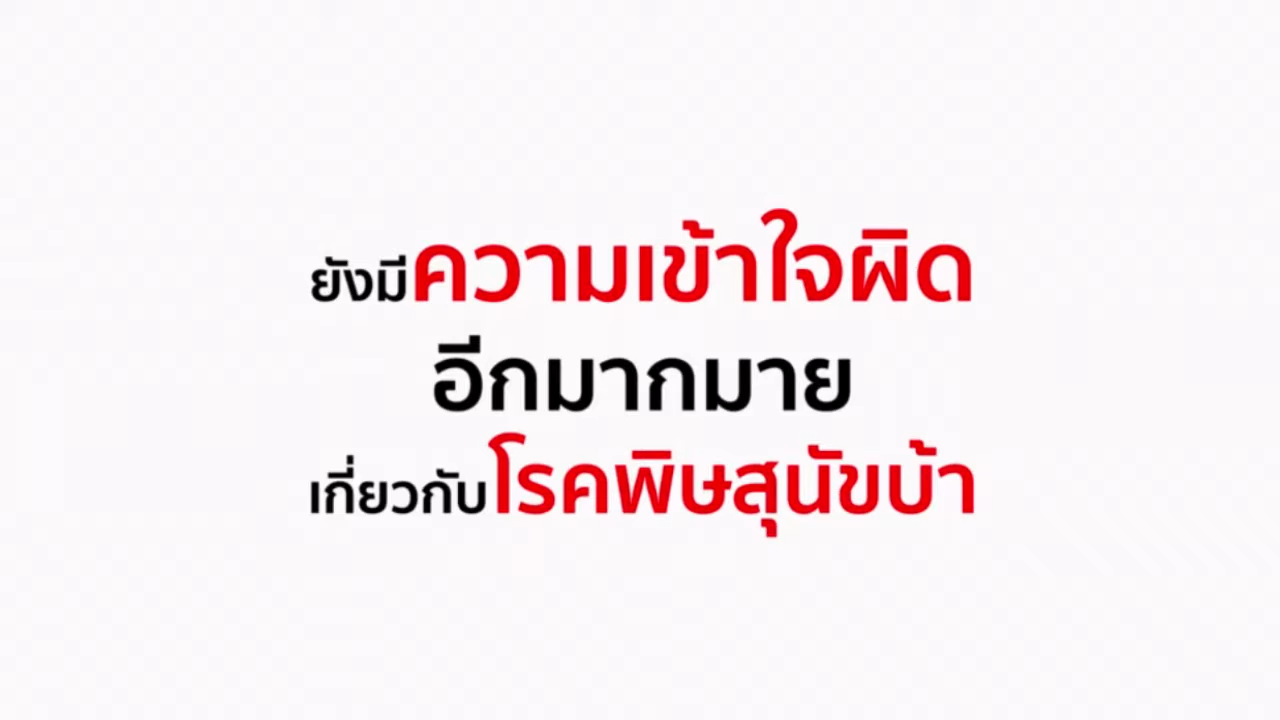 ยังมีความเข้าใจผิด
อีกมากมาย
เกี่ยวกับโรคพิษสุนัขบ้า